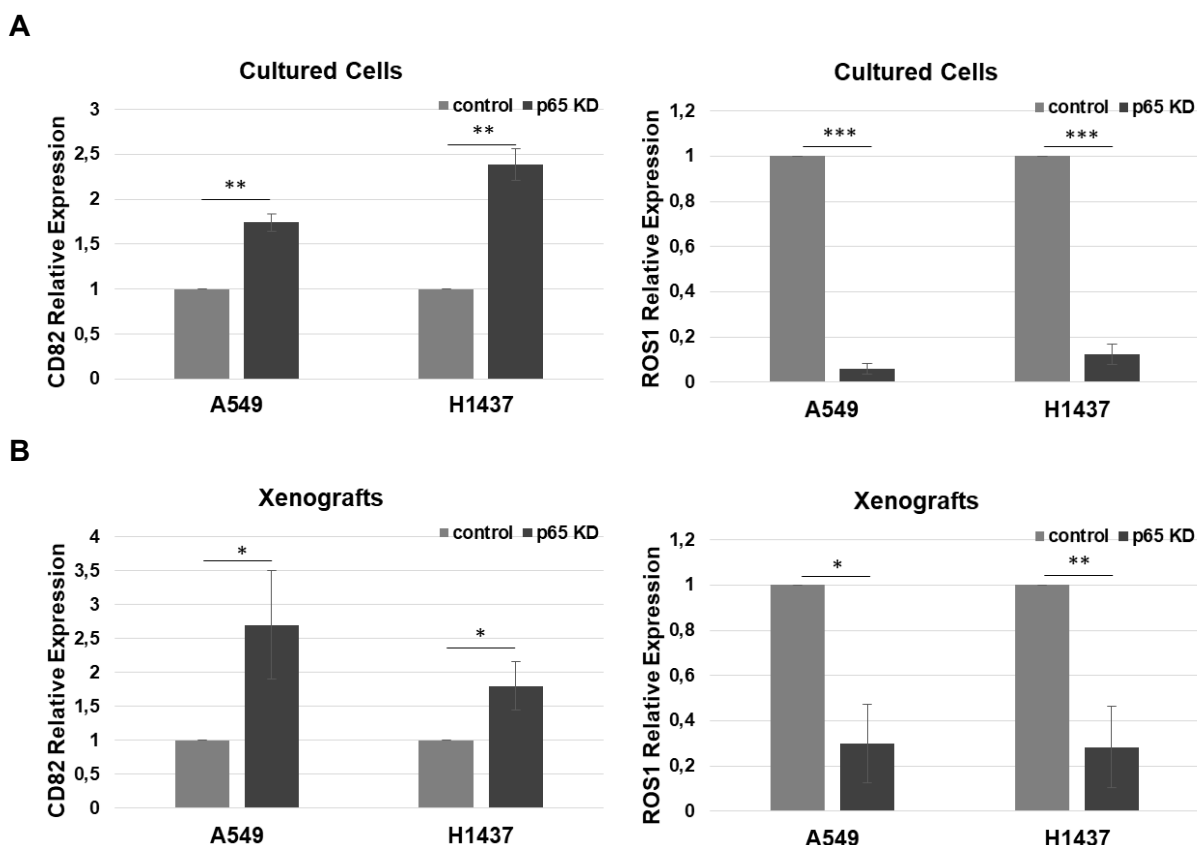 A
Cultured Cells
control p65 KD
CD82 Relative Expression
3
2,5
2
1,5
1
0,5
0
**
**
A549 H1437
Cultured Cells
control p65 KD
ROS1 Relative Expression
1,2
1
0,8
0,6
0,4
0,2
0
***
***
A549 H1437
B
Xenografts
control p65 KD
CD82 Relative Expression
4
3,5
3
2,5
2
1,5
1
0,5
0
*
*
A549 H1437
Xenografts
control p65 KD
ROS1 Relative Expression
1,2
1
0,8
0,6
0,4
0,2
0
*
**
A549 H1437